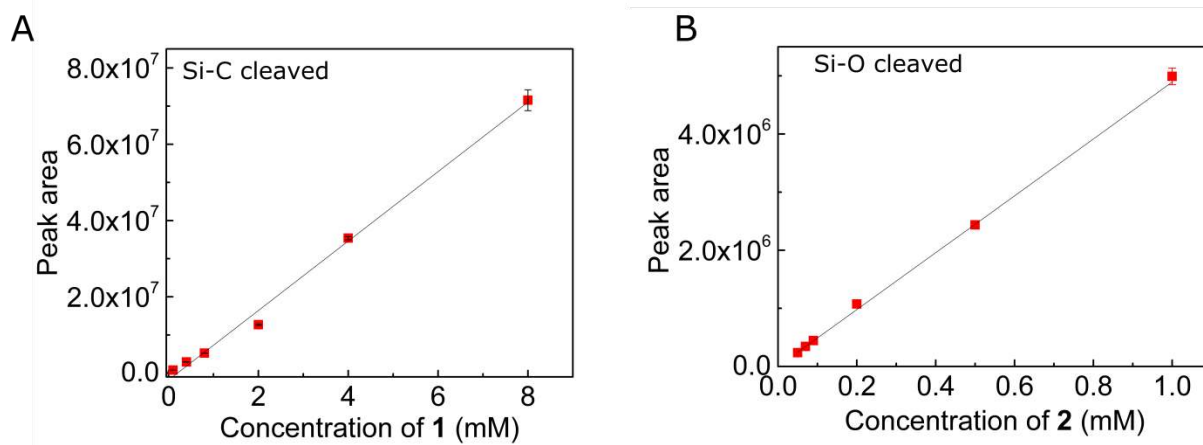 A
Si-C cleaved
8.0x10⁷
6.0x10⁷
4.0x10⁷
2.0x10⁷
0.0
Peak area
0 2 4 6 8
Concentration of 1 (mM)
B
Si-O cleaved
4.0x10⁶
2.0x10⁶
0.0
Peak area
0.0 0.2 0.4 0.6 0.8 1.0
Concentration of 2 (mM)